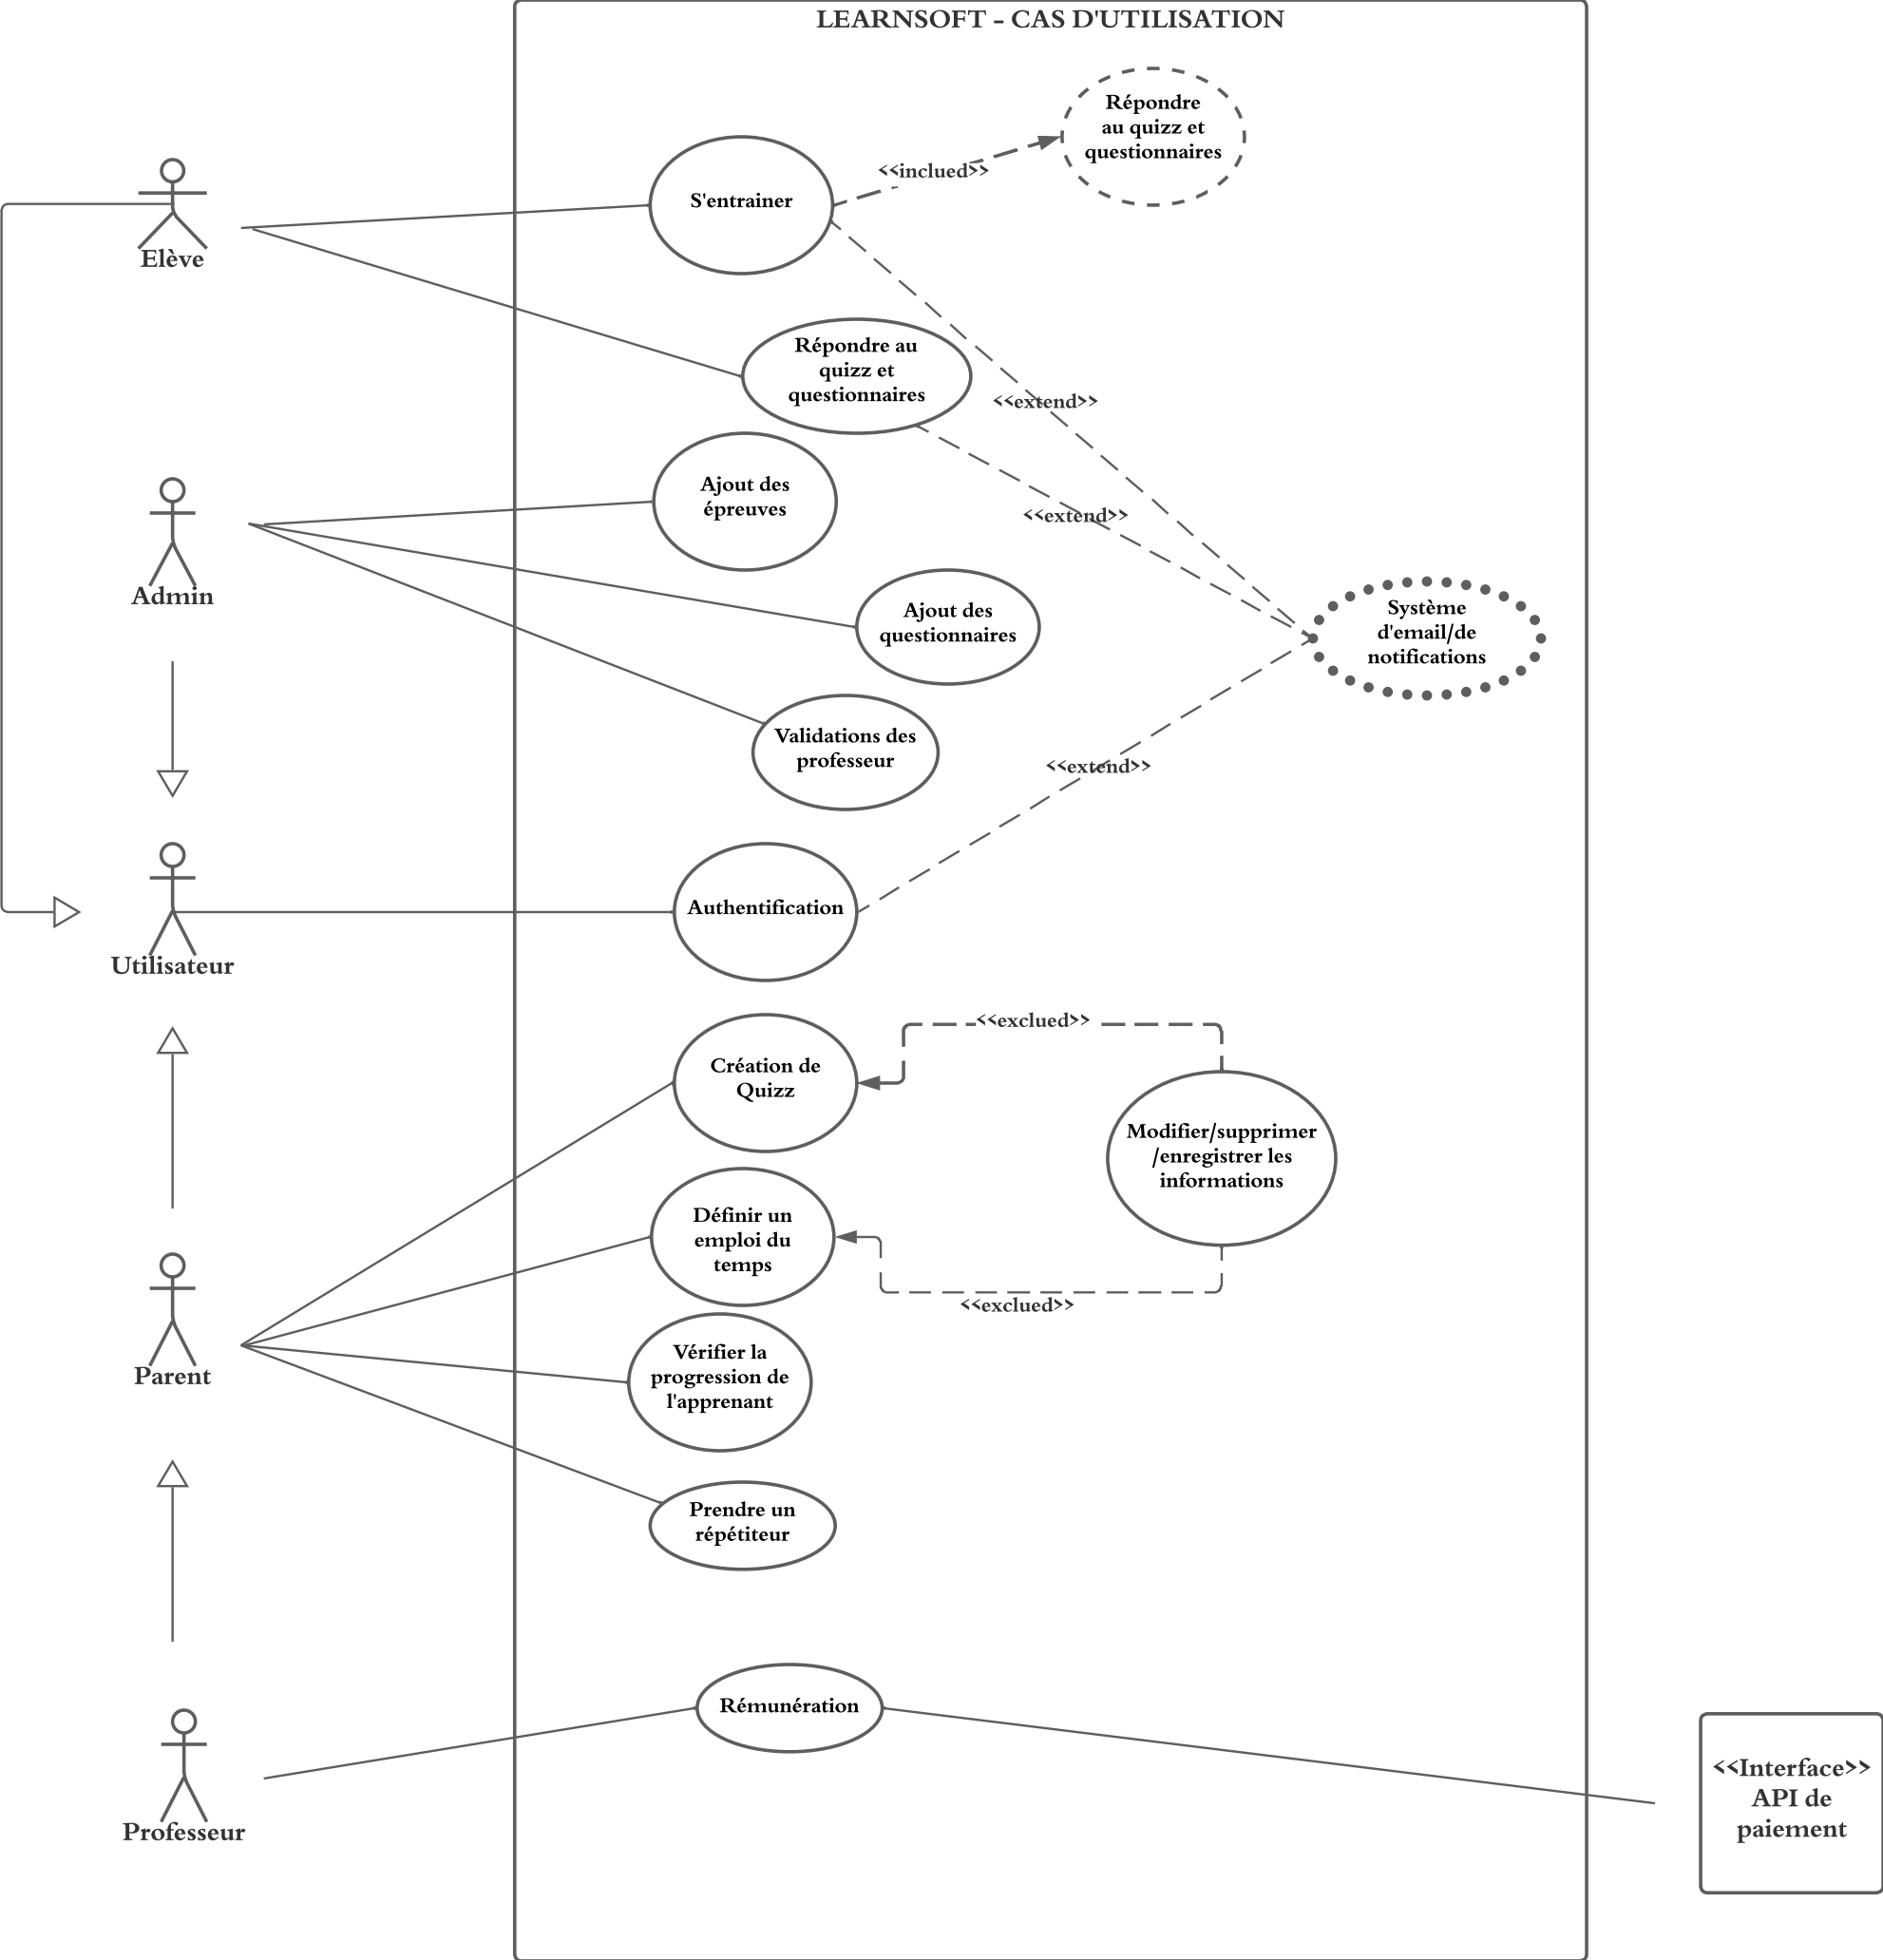 LEARNSOFT - CAS D'UTILISATION
Répondre
au quizz et
questionnaires
<<inclued>>
S'entrainer
Elève
Répondre au
quizz et
questionnaires
<<extend>>
<<extend>>
Ajout des
épreuves
Admin
Ajout des
questionnaires
Système
d'email/de
notifications
Validations des
professeur
<<extend>>
Authentification
Utilisateur
<<exclued>>
Création de
Quizz
Modifier/supprimer
/enregistrer les
informations
Définir un
emploi du
temps
<<exclued>>
Vérifier la
progression de
l'apprenant
Parent
Prendre un
répétiteur
Rémunération
<<Interface>>
API de
paiement
Professeur